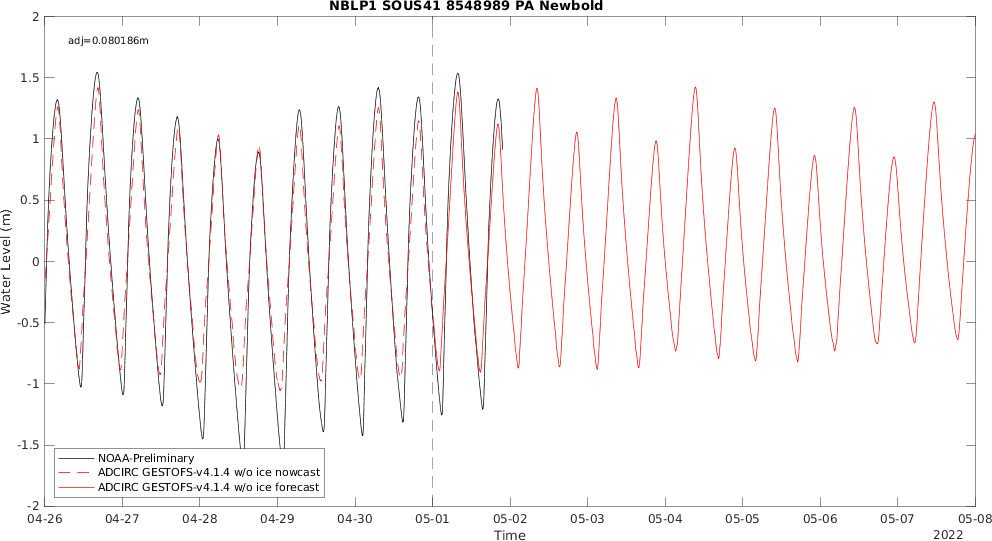 NBLP1 SOUS41 8548989 PA Newbold
adj=0.080186m
2
1.5
1
0.5
0
-0.5
-1
-1.5
-2
Water Level (m)
NOAA-Preliminary
ADCIRC GESTOFS-v4.1.4 w/o ice nowcast
ADCIRC GESTOFS-v4.1.4 w/o ice forecast
04-26 04-27 04-28 04-29 04-30 05-01 05-02 05-03 05-04 05-05 05-06 05-07 05-08
Time
2022